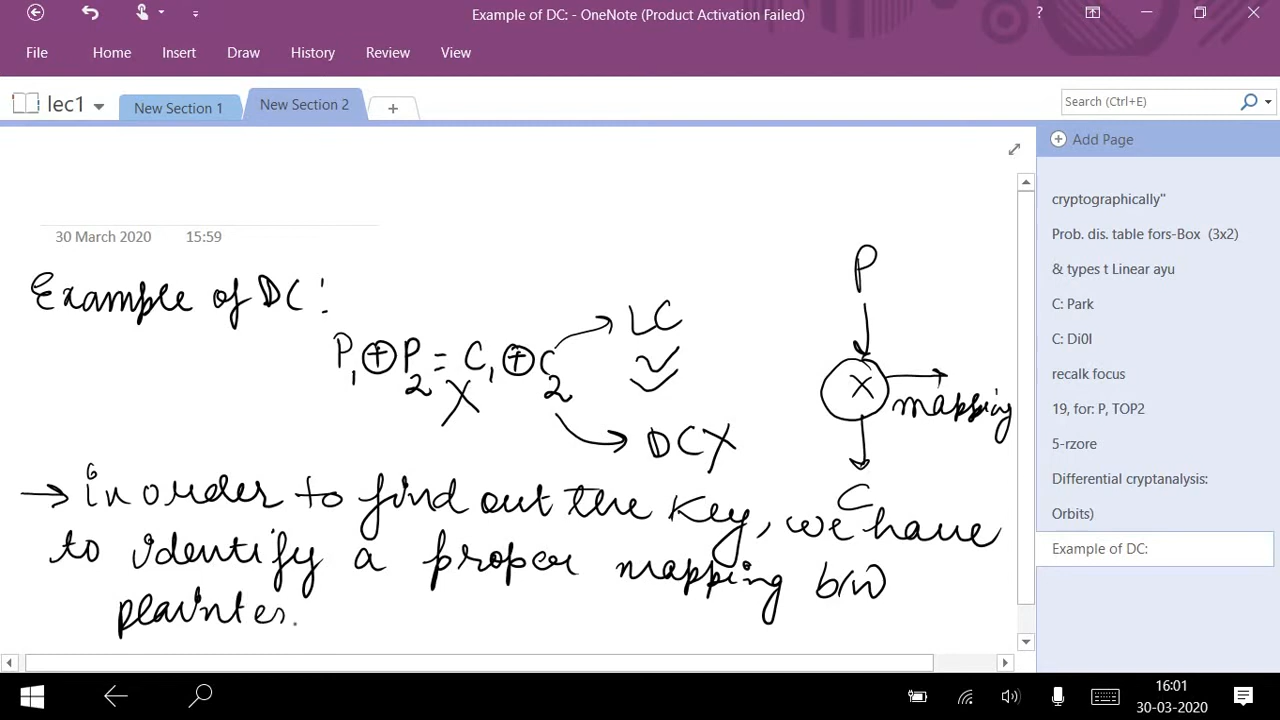 Example of DC: - OneNote (Product Activation Failed)
?
File Home Insert Draw History Review View
lec1 New Section 1 New Section 2 +
Search (Ctrl+E)
Add Page
30 March 2020 15:59
Example of DC:
P1 ⊕ P2 = C1 ⊕ C2
X
LC
DC X
P
X
mapping
C
→ in order to find out the key, we have
to identify a proper mapping b/w
plaintex
cryptographically"
Prob. dis. table fors-Box (3x2)
& types t Linear ayu
C: Park
C: Di0l
recalk focus
19, for: P, TOP2
5-rzore
Differential cryptanalysis:
Orbits)
Example of DC:
16:01
30-03-2020